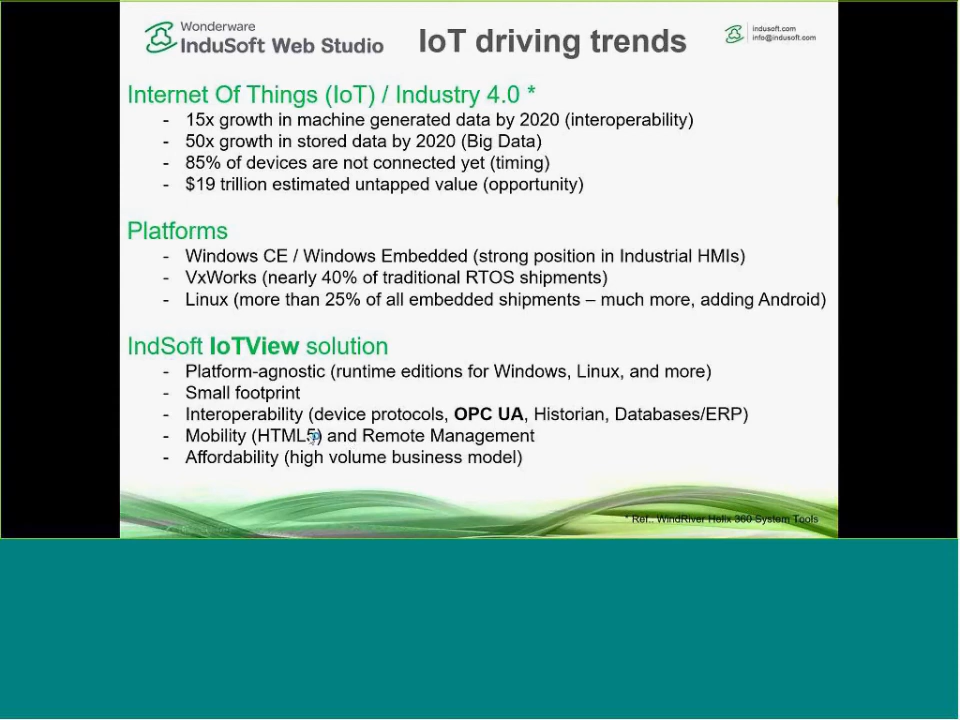 Wonderware
InduSoft Web Studio
IoT driving trends
indusoft.com
info@indusoft.com
Internet Of Things (IoT) / Industry 4.0 *
- 15x growth in machine generated data by 2020 (interoperability)
- 50x growth in stored data by 2020 (Big Data)
- 85% of devices are not connected yet (timing)
- $19 trillion estimated untapped value (opportunity)
Platforms
- Windows CE / Windows Embedded (strong position in Industrial HMIs)
- VxWorks (nearly 40% of traditional RTOS shipments)
- Linux (more than 25% of all embedded shipments – much more, adding Android)
IndSoft IoTView solution
- Platform-agnostic (runtime editions for Windows, Linux, and more)
- Small footprint
- Interoperability (device protocols, OPC UA, Historian, Databases/ERP)
- Mobility (HTML5) and Remote Management
- Affordability (high volume business model)
* Ref.: WindRiver Helix 360 System Tools